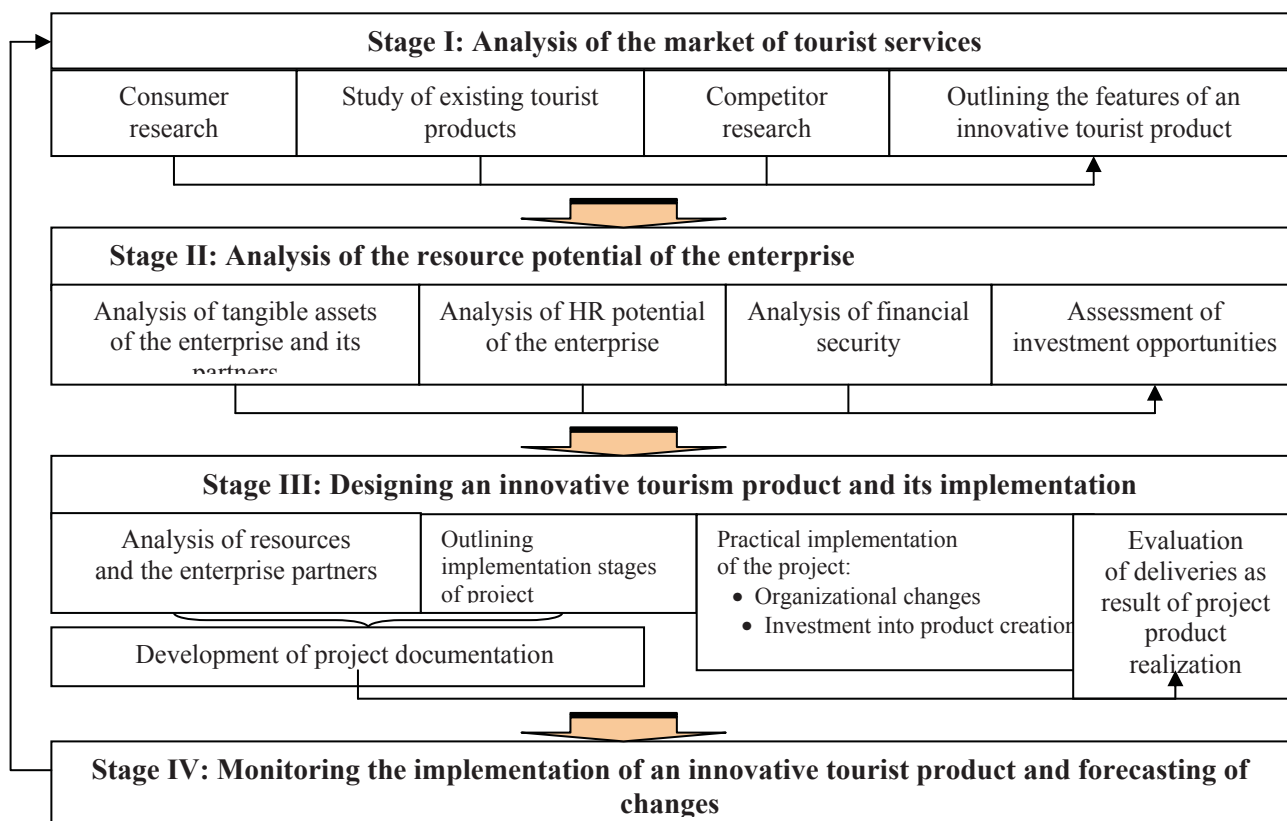 Stage I: Analysis of the market of tourist services
Consumer
research
Study of existing tourist
products
Competitor
research
Outlining the features of an
innovative tourist product
Stage II: Analysis of the resource potential of the enterprise
Analysis of tangible assets
of the enterprise and its
partners
Analysis of HR potential
of the enterprise
Analysis of financial
security
Assessment of
investment opportunities
Stage III: Designing an innovative tourism product and its implementation
Analysis of resources
and the enterprise partners
Outlining
implementation stages
of project
Practical implementation
of the project:
• Organizational changes
• Investment into product creation
Evaluation
of deliveries as
result of project
product
realization
Development of project documentation
Stage IV: Monitoring the implementation of an innovative tourist product and forecasting of
changes